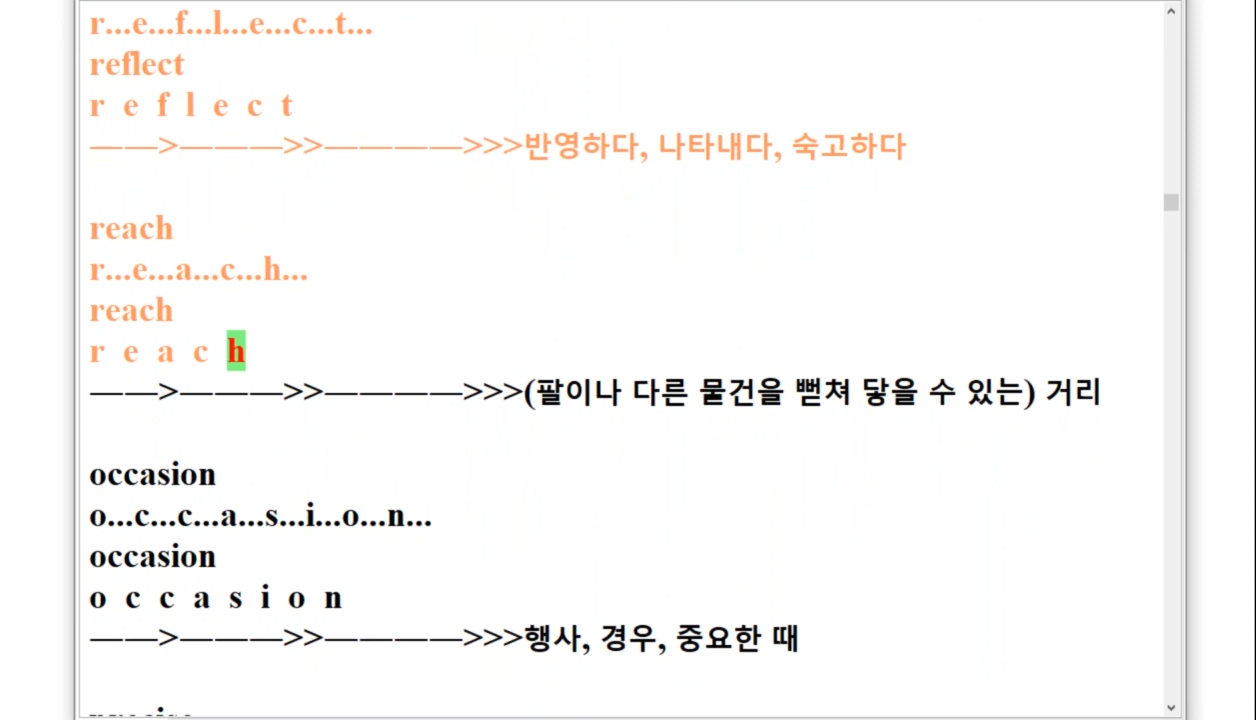 r...e...f...l...e...c...t...
reflect
r e f l e c t
——>———>>————>>>반영하다, 나타내다, 숙고하다
reach
r...e...a...c...h...
reach
r e a c h
——>———>>————>>>(팔이나 다른 물건을 뻗쳐 닿을 수 있는) 거리
occasion
o...c...c...a...s...i...o...n...
occasion
o c c a s i o n
——>———>>————>>>행사, 경우, 중요한 때